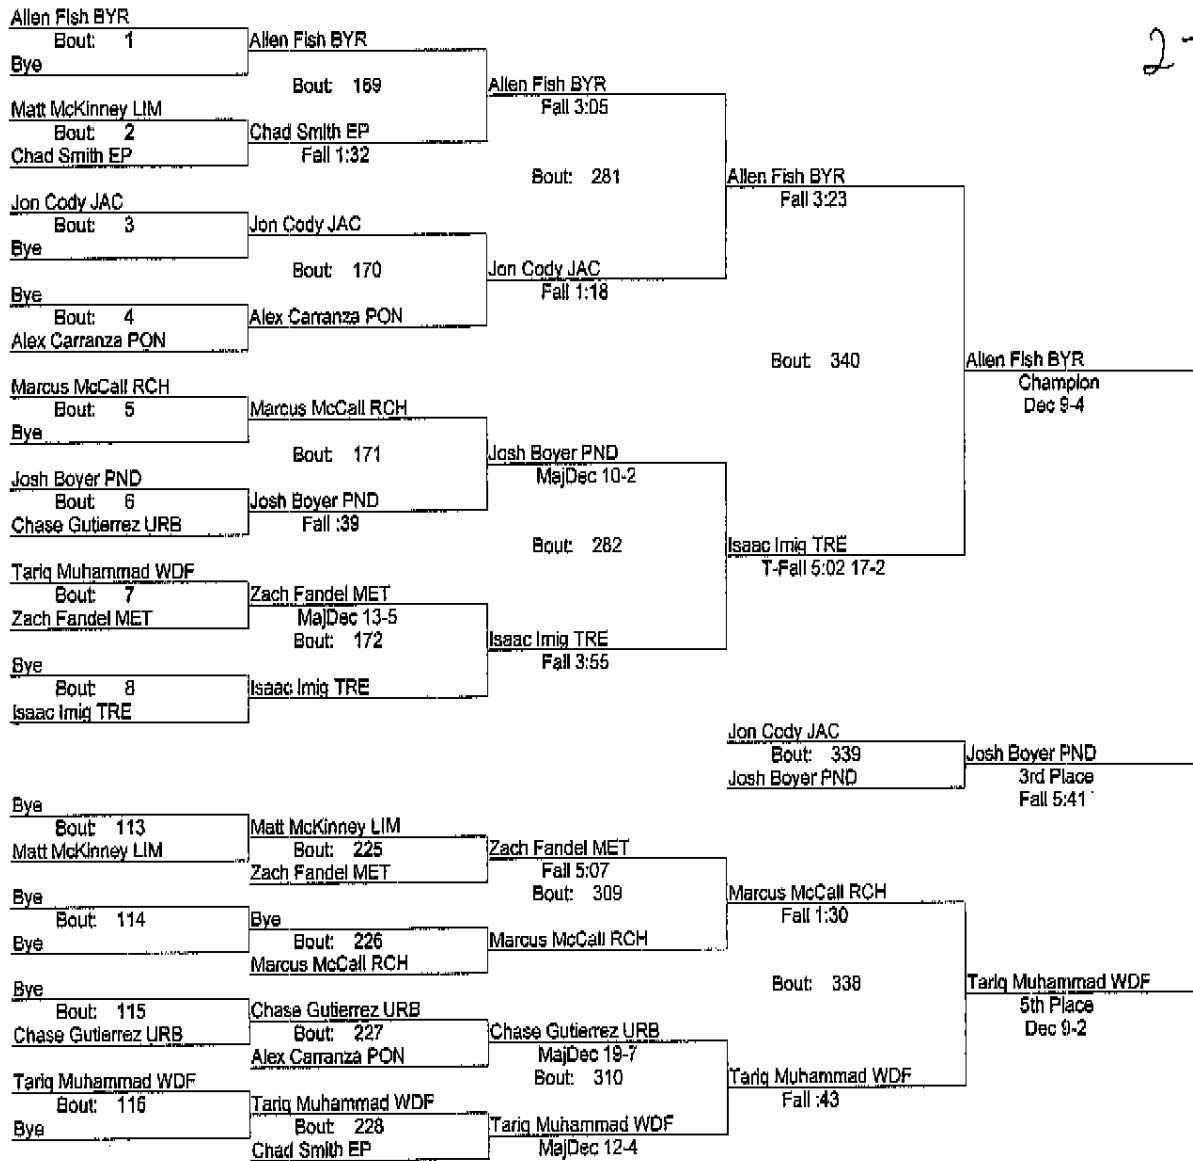 Allen Fish BYR
Bout: 1
Bye
Allen Fish BYR
Bout: 169
Matt McKinney LIM
Bout: 2
Chad Smith EP
Chad Smith EP
Fall 1:32
Allen Fish BYR
Fall 3:05
Bout: 281
Jon Cody JAC
Bout: 3
Bye
Jon Cody JAC
Bout: 170
Bye
Bout: 4
Alex Carranza PON
Alex Carranza PON
Jon Cody JAC
Fall 1:18
Allen Fish BYR
Fall 3:23
Bout: 340
Marcus McCall RCH
Bout: 5
Bye
Marcus McCall RCH
Bout: 171
Josh Boyer PND
Bout: 6
Chase Gutierrez URB
Josh Boyer PND
Fall :39
Josh Boyer PND
MajDec 10-2
Bout: 282
Tariq Muhammad WDF
Bout: 7
Zach Fandel MET
Zach Fandel MET
MajDec 13-5
Bout: 172
Bye
Bout: 8
Isaac Imig TRE
Isaac Imig TRE
Isaac Imig TRE
Fall 3:55
Isaac Imig TRE
T-Fall 5:02 17-2
Allen Fish BYR
Champion
Dec 9-4
Jon Cody JAC
Bout: 339
Josh Boyer PND
Josh Boyer PND
3rd Place
Fall 5:41
Bye
Bout: 113
Matt McKinney LIM
Matt McKinney LIM
Bout: 225
Zach Fandel MET
Zach Fandel MET
Fall 5:07
Bout: 309
Bye
Bout: 114
Bye
Bye
Bout: 226
Marcus McCall RCH
Marcus McCall RCH
Marcus McCall RCH
Fall 1:30
Bout: 338
Bye
Bout: 115
Chase Gutierrez URB
Chase Gutierrez URB
Bout: 227
Alex Carranza PON
Chase Gutierrez URB
MajDec 19-7
Bout: 310
Tariq Muhammad WDF
Bout: 116
Bye
Tariq Muhammad WDF
Bout: 228
Chad Smith EP
Tariq Muhammad WDF
MajDec 12-4
Tariq Muhammad WDF
Fall :43
Tariq Muhammad WDF
5th Place
Dec 9-2